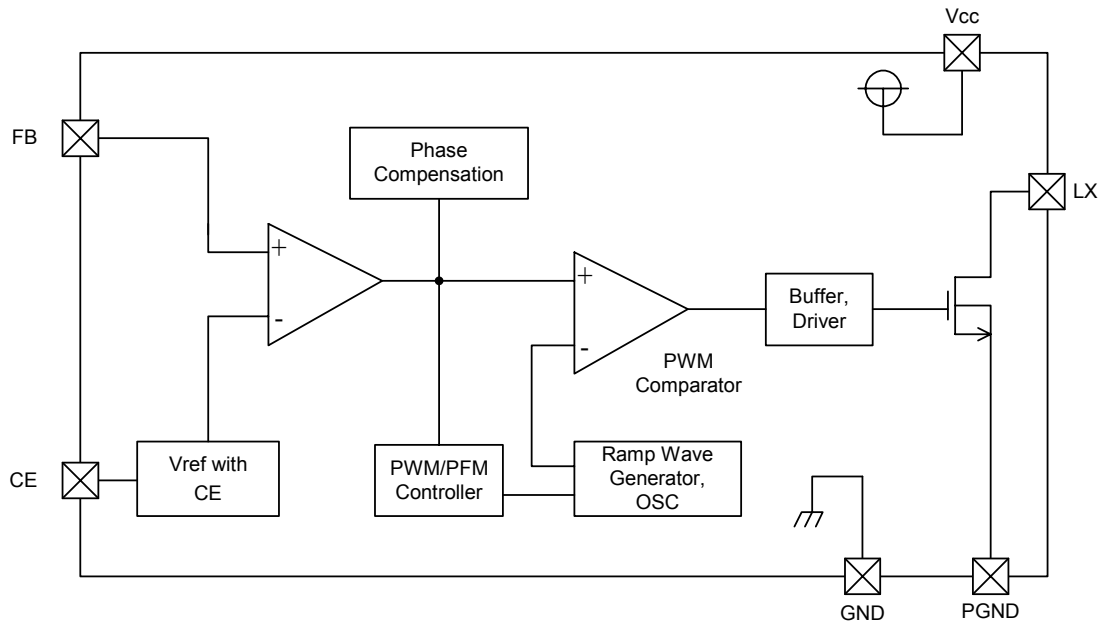 Vcc
FB
Phase
Compensation
LX
+
-
+
-
Buffer,
Driver
PWM
Comparator
CE
Vref with
CE
PWM/PFM
Controller
Ramp Wave
Generator,
OSC
GND
PGND